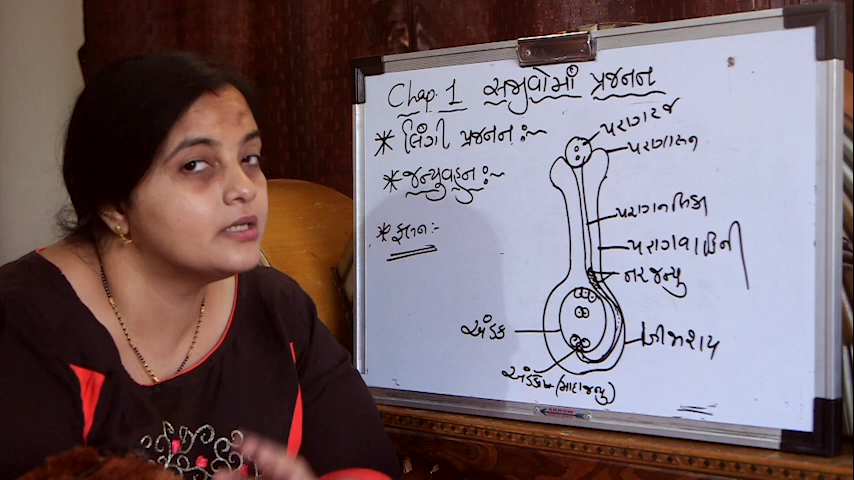 Chap. 1 સજીવોમાં પ્રજનન
* લિંગી પ્રજનન :~
* જન્યુવહન :~
* ફલન :-
પરાગરજ
પરાગાસન
પરાગનલિકા
પરાગવાહિની
નરજન્યુ
અંડક
બીજાશય
અંડકોષ (માદાજન્યુ)
ARROW